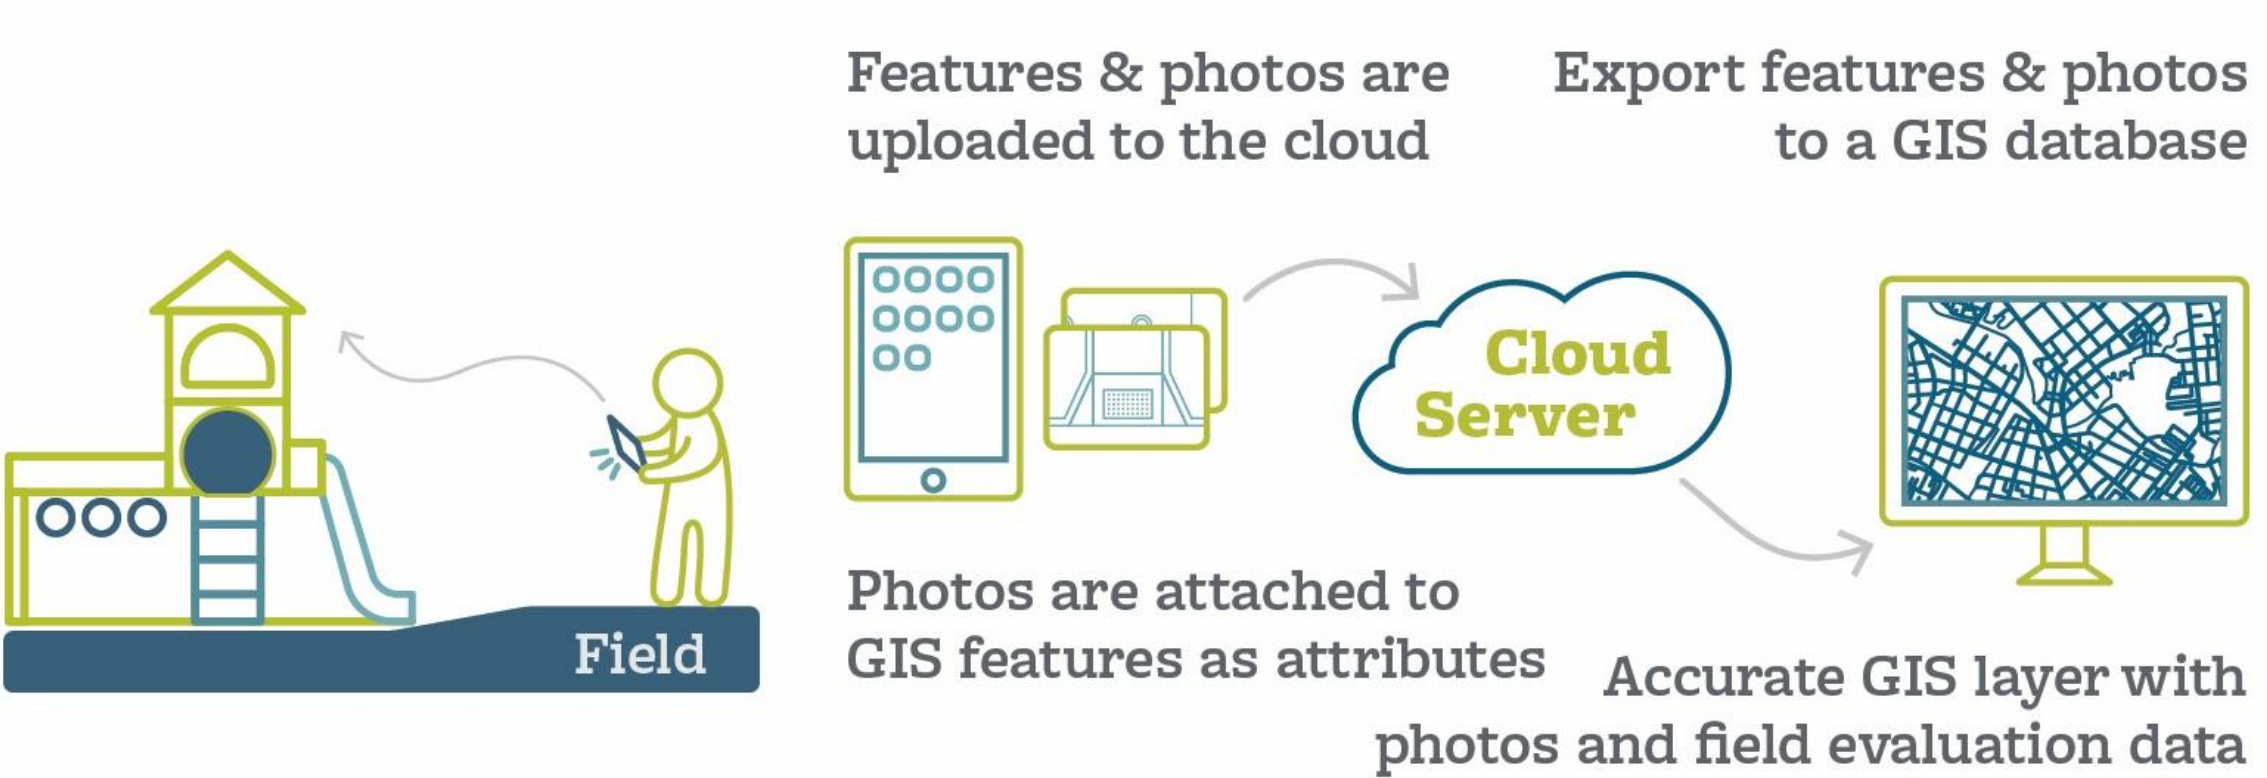 Features & photos are
uploaded to the cloud
Export features & photos
to a GIS database
Cloud
Server
Field
Photos are attached to
GIS features as attributes
Accurate GIS layer with
photos and field evaluation data